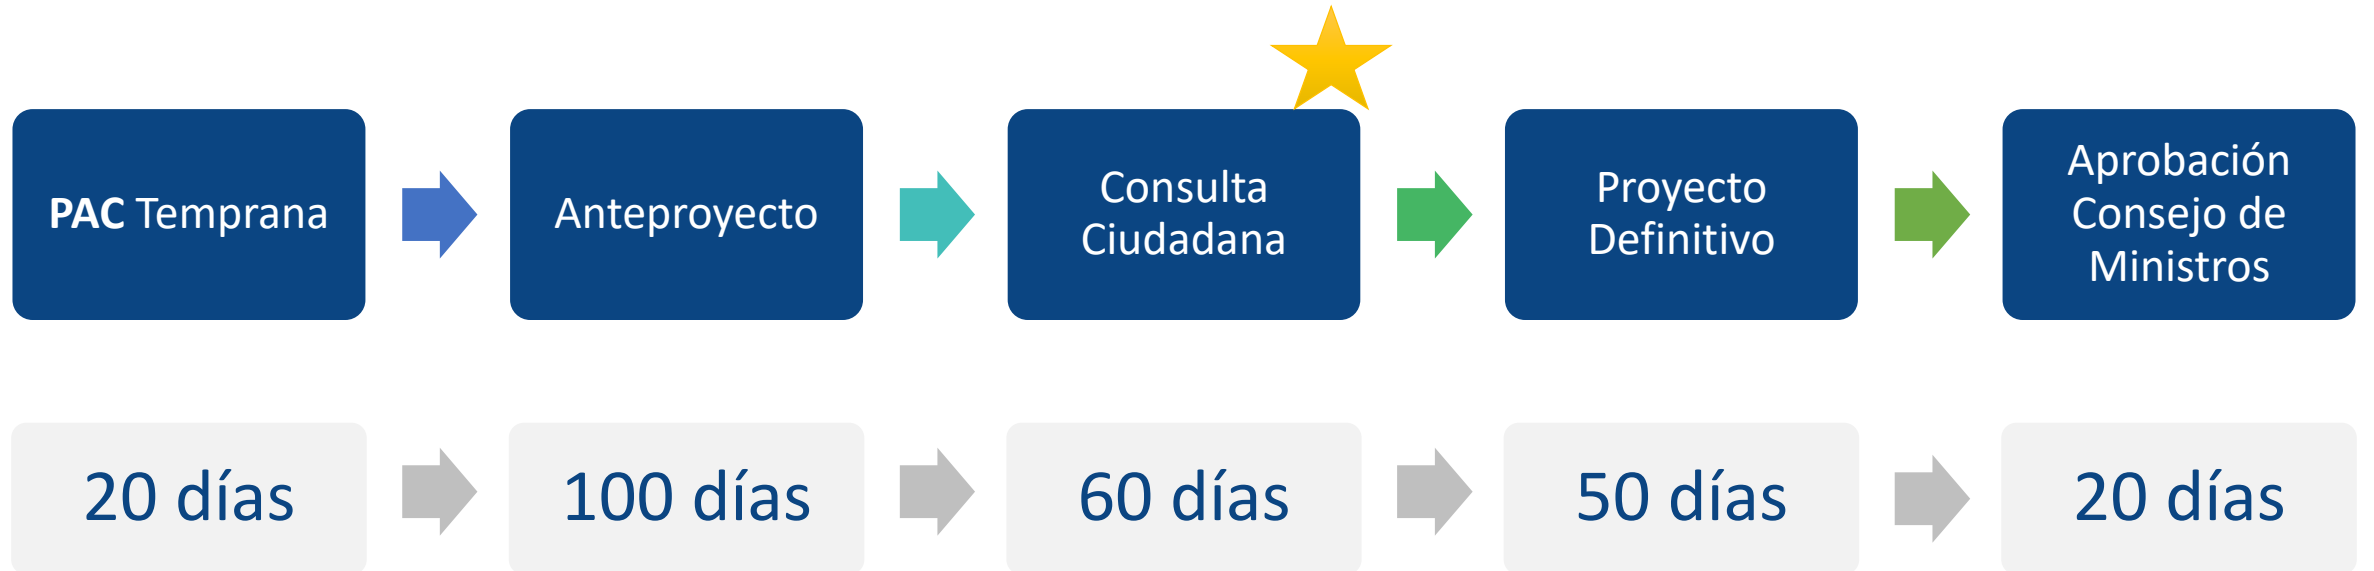 PAC Temprana
Anteproyecto
Consulta
Ciudadana
Proyecto
Definitivo
Aprobación
Consejo de
Ministros
20 días
100 días
60 días
50 días
20 días